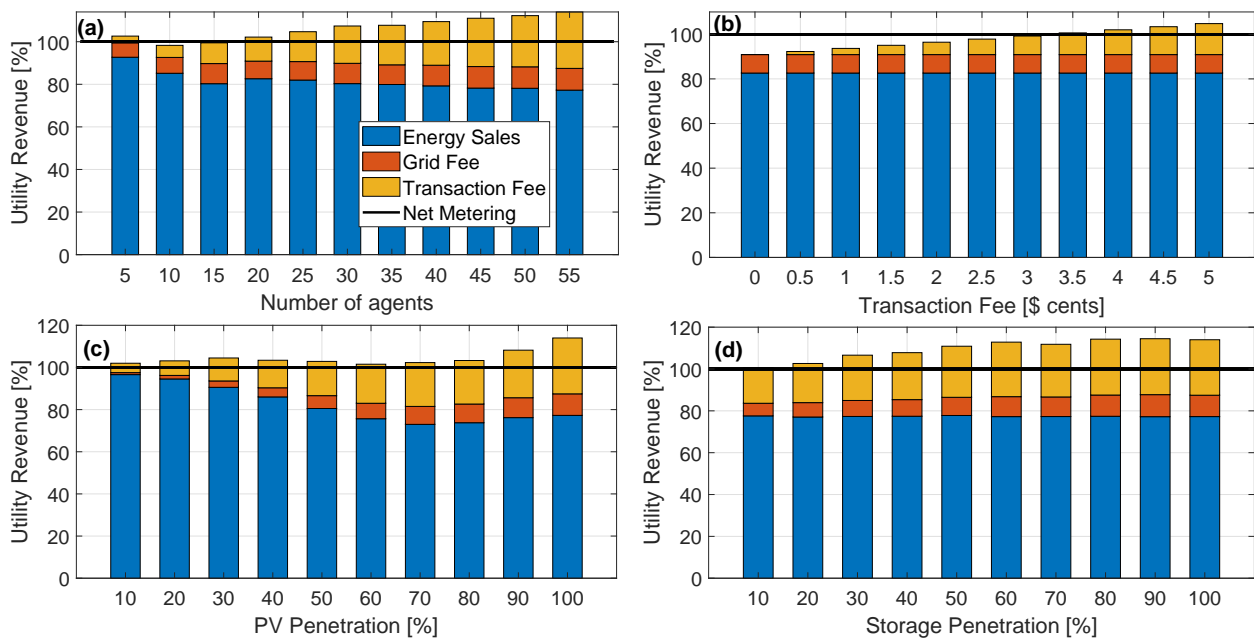 (a)
Utility Revenue [%]
100
80
60
40
20
0
Energy Sales
Grid Fee
Transaction Fee
Net Metering
5 10 15 20 25 30 35 40 45 50 55
Number of agents
(b)
Utility Revenue [%]
100
80
60
40
20
0
0 0.5 1 1.5 2 2.5 3 3.5 4 4.5 5
Transaction Fee [$ cents]
(c)
Utility Revenue [%]
120
100
80
60
40
20
0
10 20 30 40 50 60 70 80 90 100
PV Penetration [%]
(d)
Utility Revenue [%]
120
100
80
60
40
20
0
10 20 30 40 50 60 70 80 90 100
Storage Penetration [%]